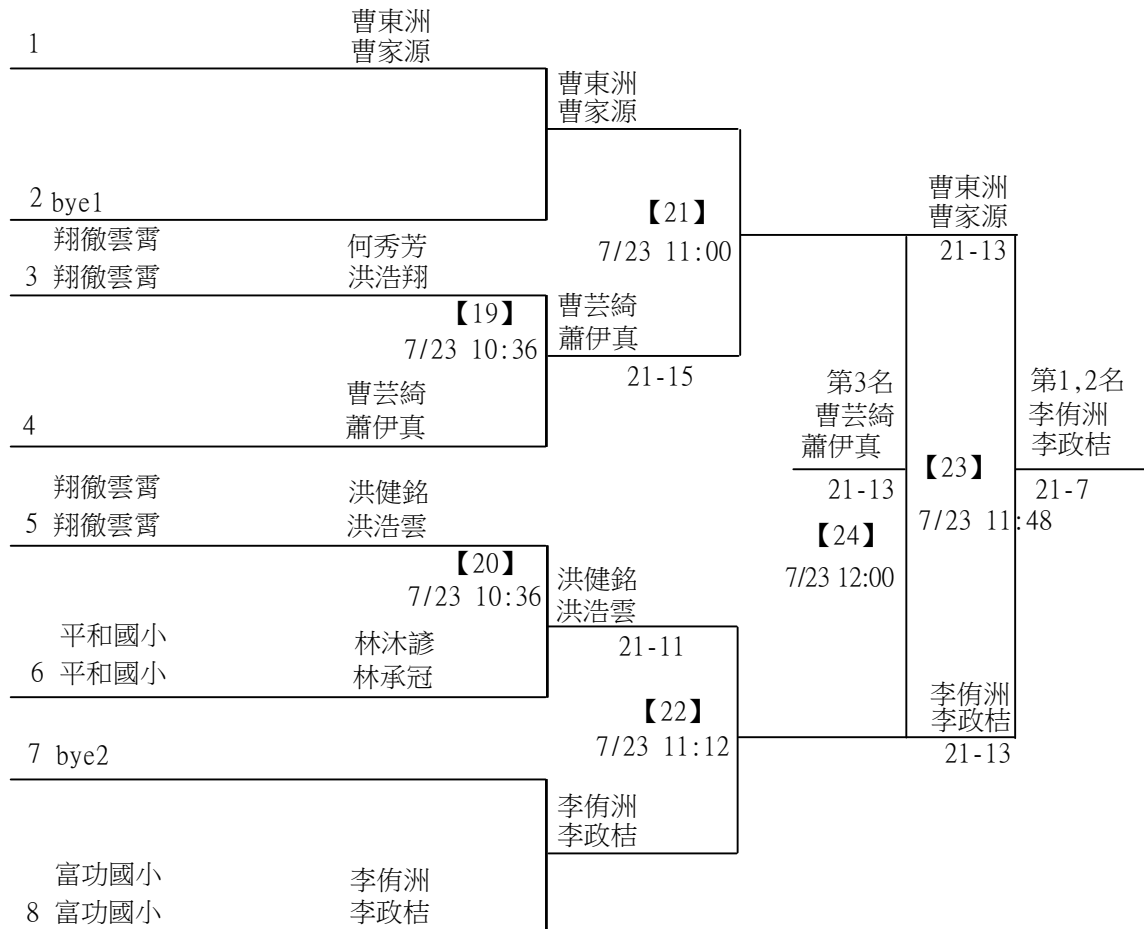 曹東洲
1 曹家源
曹東洲
曹家源
2 bye1
【21】
7/23 11:00
曹東洲
曹家源
21-13
翔徹雲霄 何秀芳
3 翔徹雲霄 洪浩翔
【19】
7/23 10:36
曹芸綺
蕭伊真
21-15
曹芸綺
4 蕭伊真
第3名
曹芸綺
蕭伊真
21-13
【24】
7/23 12:00
【23】
7/23 11:48
第1,2名
李侑洲
李政桔
21-7
翔徹雲霄 洪健銘
5 翔徹雲霄 洪浩雲
【20】
7/23 10:36
洪健銘
洪浩雲
21-11
平和國小 林沐諺
6 平和國小 林承冠
【22】
7/23 11:12
李侑洲
李政桔
21-13
7 bye2
李侑洲
李政桔
富功國小 李侑洲
8 富功國小 李政桔